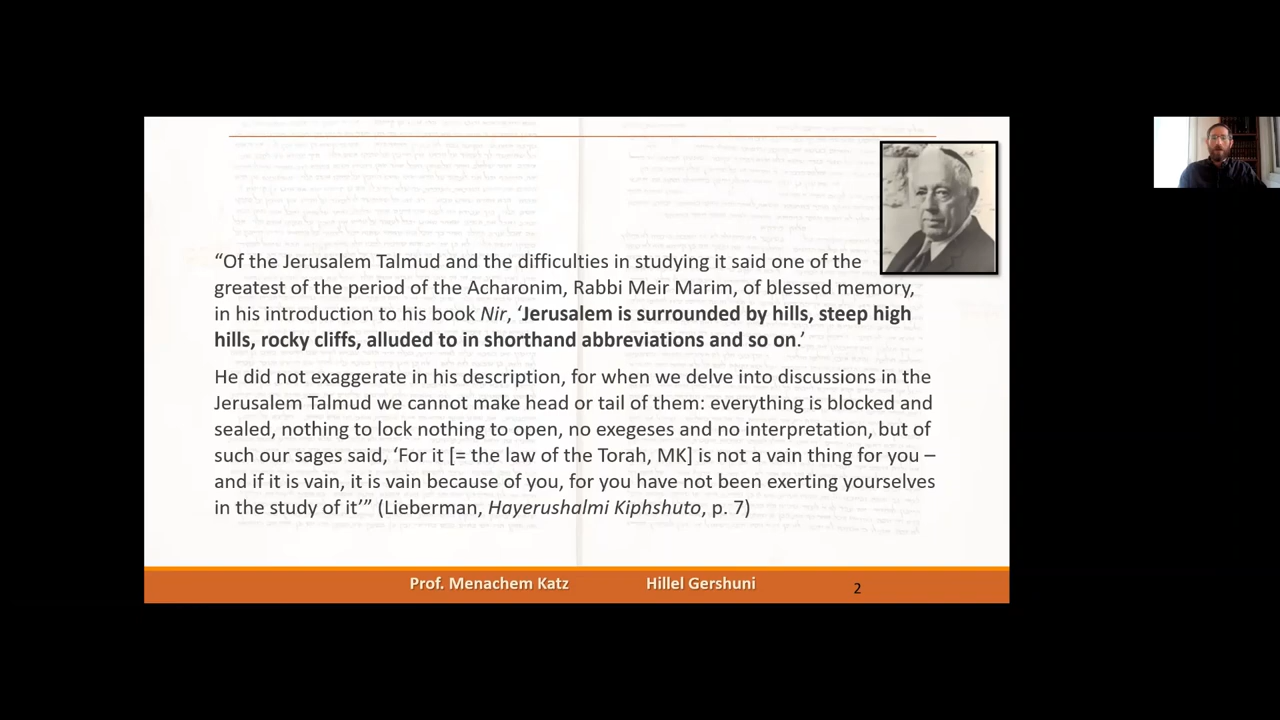 “Of the Jerusalem Talmud and the difficulties in studying it said one of the
greatest of the period of the Acharonim, Rabbi Meir Marim, of blessed memory,
in his introduction to his book Nir, ‘Jerusalem is surrounded by hills, steep high
hills, rocky cliffs, alluded to in shorthand abbreviations and so on.’
He did not exaggerate in his description, for when we delve into discussions in the
Jerusalem Talmud we cannot make head or tail of them: everything is blocked and
sealed, nothing to lock nothing to open, no exegeses and no interpretation, but of
such our sages said, ‘For it [= the law of the Torah, MK] is not a vain thing for you –
and if it is vain, it is vain because of you, for you have not been exerting yourselves
in the study of it’” (Lieberman, Hayerushalmi Kiphshuto, p. 7)
Prof. Menachem Katz Hillel Gershuni 2